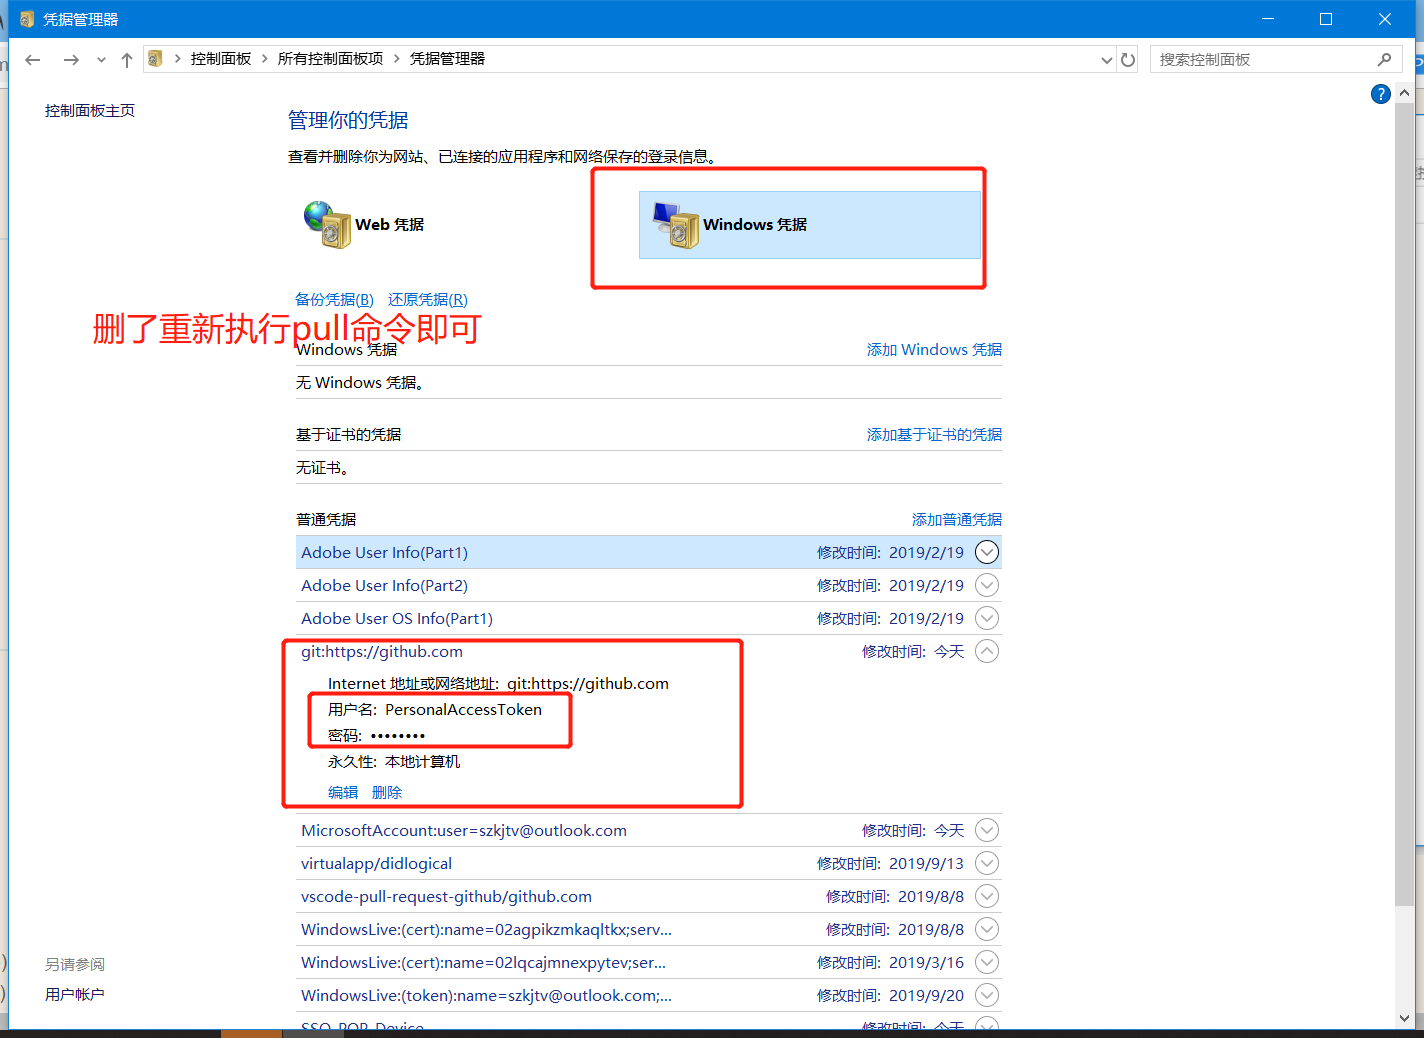 凭据管理器
控制面板 › 所有控制面板项 › 凭据管理器
搜索控制面板
控制面板主页
管理你的凭据
查看并删除你为网站、已连接的应用程序和网络保存的登录信息。
Web 凭据
Windows 凭据
备份凭据(B) 还原凭据(R)
删了重新执行pull命令即可
Windows 凭据 添加 Windows 凭据
无 Windows 凭据。
基于证书的凭据 添加基于证书的凭据
无证书。
普通凭据 添加普通凭据
Adobe User Info(Part1) 修改时间: 2019/2/19
Adobe User Info(Part2) 修改时间: 2019/2/19
Adobe User OS Info(Part1) 修改时间: 2019/2/19
git:https://github.com 修改时间: 今天
Internet 地址或网络地址: git:https://github.com
用户名: PersonalAccessToken
密码: ••••••••
永久性: 本地计算机
编辑 删除
MicrosoftAccount:user=szkjtv@outlook.com 修改时间: 今天
virtualapp/didlogical 修改时间: 2019/9/13
vscode-pull-request-github/github.com 修改时间: 2019/8/8
WindowsLive:(cert):name=02agpikzmkaqltkx;serv... 修改时间: 2019/8/8
WindowsLive:(cert):name=02lqcajmnexpytev;ser... 修改时间: 2019/3/16
WindowsLive:(token):name=szkjtv@outlook.com;... 修改时间: 2019/9/20
SSO_POP_Device 修改时间: 今天
另请参阅
用户帐户